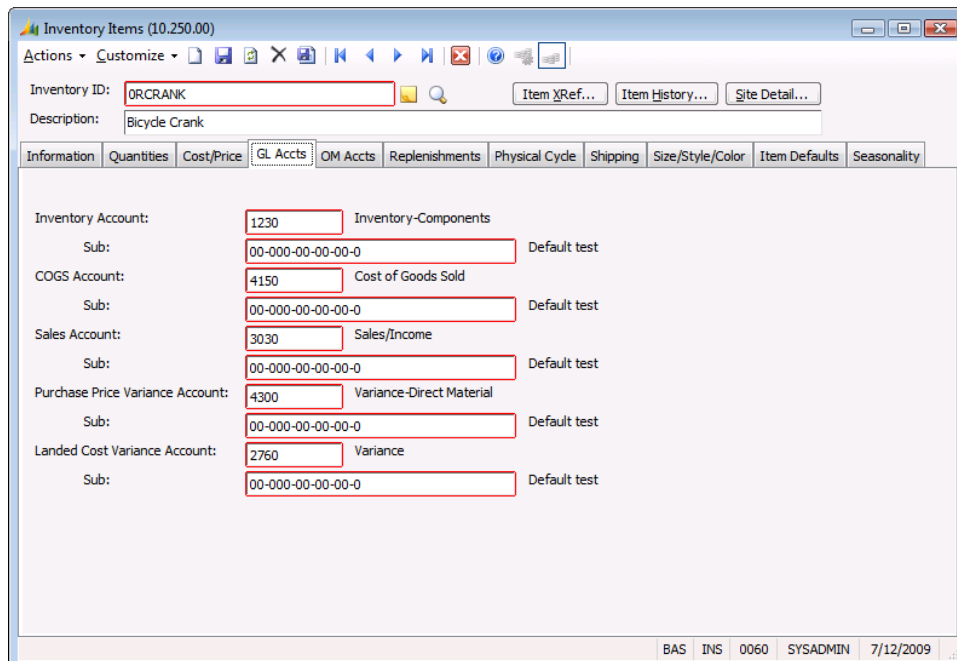 Inventory Items (10.250.00)
Actions Customize
Inventory ID: 0RCRANK Item XRef... Item History... Site Detail...
Description: Bicycle Crank
Information Quantities Cost/Price GL Accts OM Accts Replenishments Physical Cycle Shipping Size/Style/Color Item Defaults Seasonality
Inventory Account: 1230 Inventory-Components
Sub: 00-000-00-00-00-0 Default test
COGS Account: 4150 Cost of Goods Sold
Sub: 00-000-00-00-00-0 Default test
Sales Account: 3030 Sales/Income
Sub: 00-000-00-00-00-0 Default test
Purchase Price Variance Account: 4300 Variance-Direct Material
Sub: 00-000-00-00-00-0 Default test
Landed Cost Variance Account: 2760 Variance
Sub: 00-000-00-00-00-0 Default test
BAS INS 0060 SYSADMIN 7/12/2009